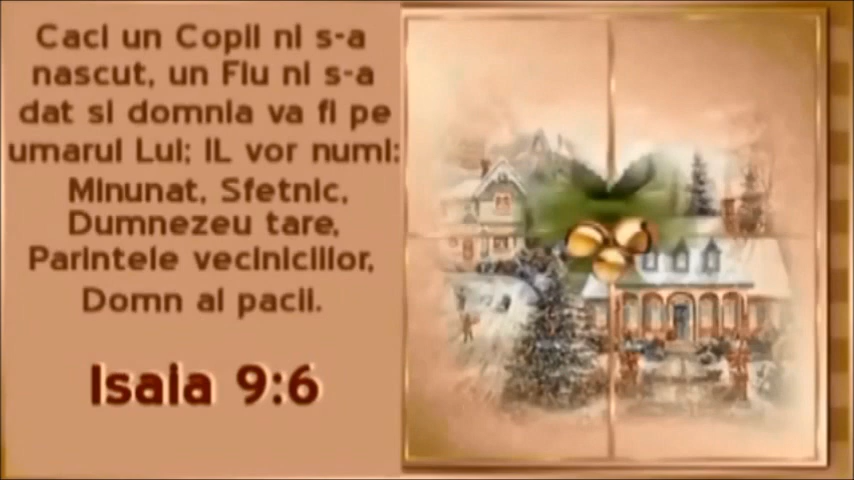 Caci un Copil ni s-a
nascut, un Fiu ni s-a
dat si domnia va fi pe
umarul Lui; IL vor numi:
Minunat, Sfetnic,
Dumnezeu tare,
Parintele veciniciilor,
Domn al pacii.
Isaia 9:6